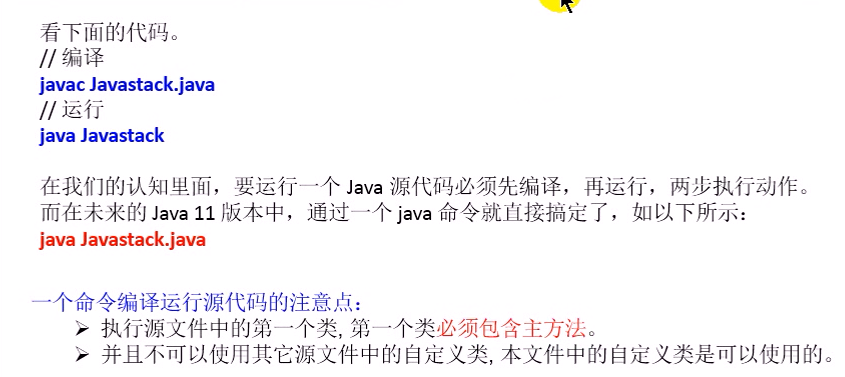 看下面的代码。
// 编译
javac Javastack.java
// 运行
java Javastack
在我们的认知里面，要运行一个 Java 源代码必须先编译，再运行，两步执行动作。
而在未来的 Java 11 版本中，通过一个 java 命令就直接搞定了，如以下所示：
java Javastack.java
一个命令编译运行源代码的注意点：
➢ 执行源文件中的第一个类, 第一个类必须包含主方法。
➢ 并且不可以使用其它源文件中的自定义类, 本文件中的自定义类是可以使用的。